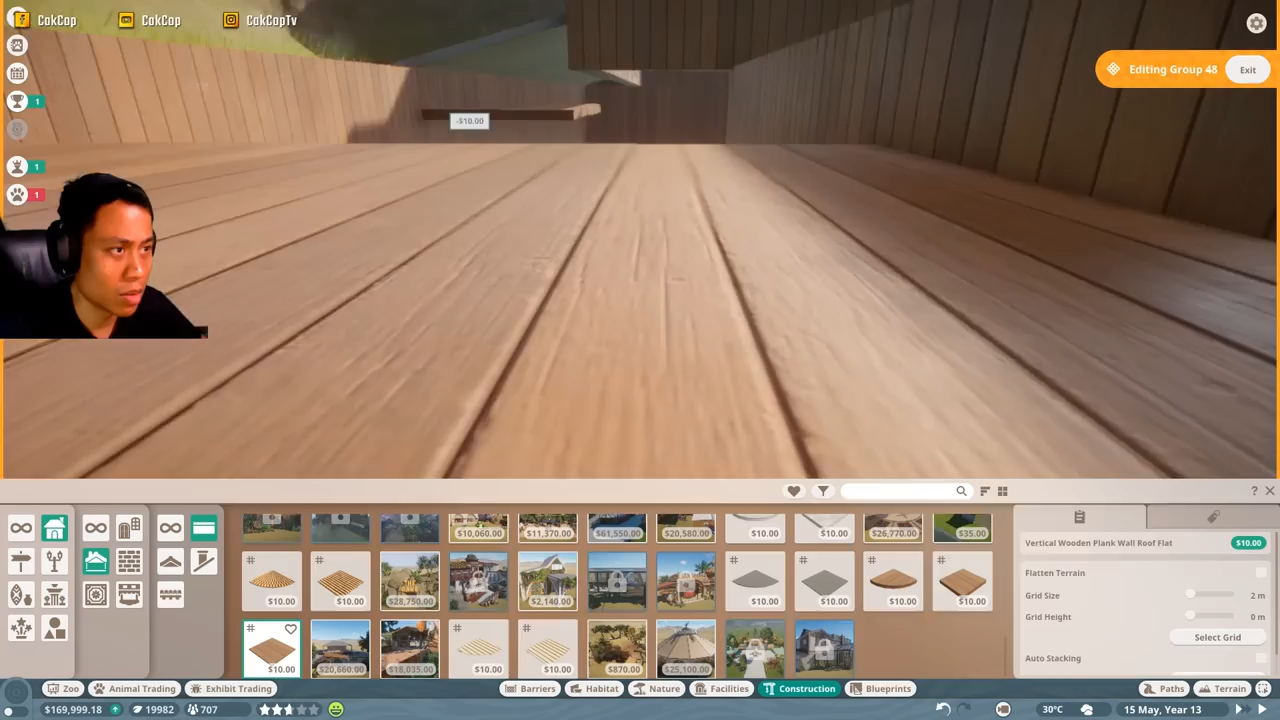 CakCap
CakCap
CakCapTv
Editing Group 48
Exit
1
1
1
-$10.00
$10,060.00
$11,370.00
$61,550.00
$20,580.00
$10.00
$10.00
$26,770.00
$35.00
$10.00
$10.00
$28,750.00
$2,140.00
$10.00
$10.00
$10.00
$10.00
$10.00
$20,660.00
$18,035.00
$10.00
$10.00
$870.00
$25,100.00
?
Vertical Wooden Plank Wall Roof Flat
$10.00
Flatten Terrain
Grid Size
2 m
Grid Height
0 m
Select Grid
Auto Stacking
Zoo
Animal Trading
Exhibit Trading
Barriers
Habitat
Nature
Facilities
Construction
Blueprints
Paths
Terrain
$169,999.18
19982
707
30°C
15 May, Year 13